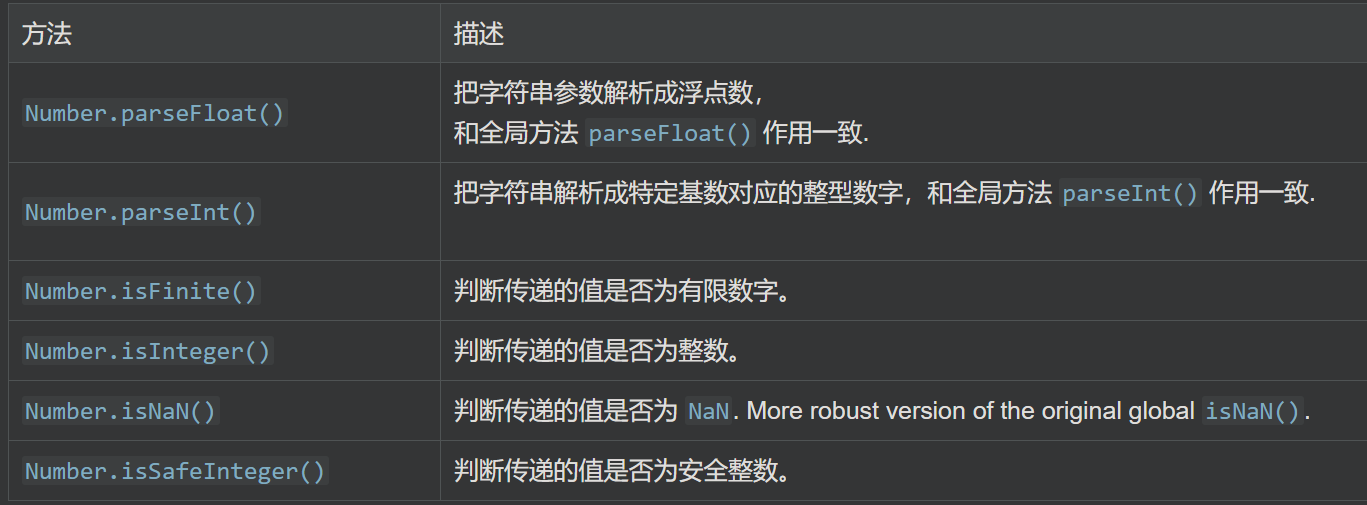 方法
描述
Number.parseFloat()
把字符串参数解析成浮点数，
和全局方法 parseFloat() 作用一致.
Number.parseInt()
把字符串解析成特定基数对应的整型数字，和全局方法 parseInt() 作用一致.
Number.isFinite()
判断传递的值是否为有限数字。
Number.isInteger()
判断传递的值是否为整数。
Number.isNaN()
判断传递的值是否为 NaN. More robust version of the original global isNaN().
Number.isSafeInteger()
判断传递的值是否为安全整数。